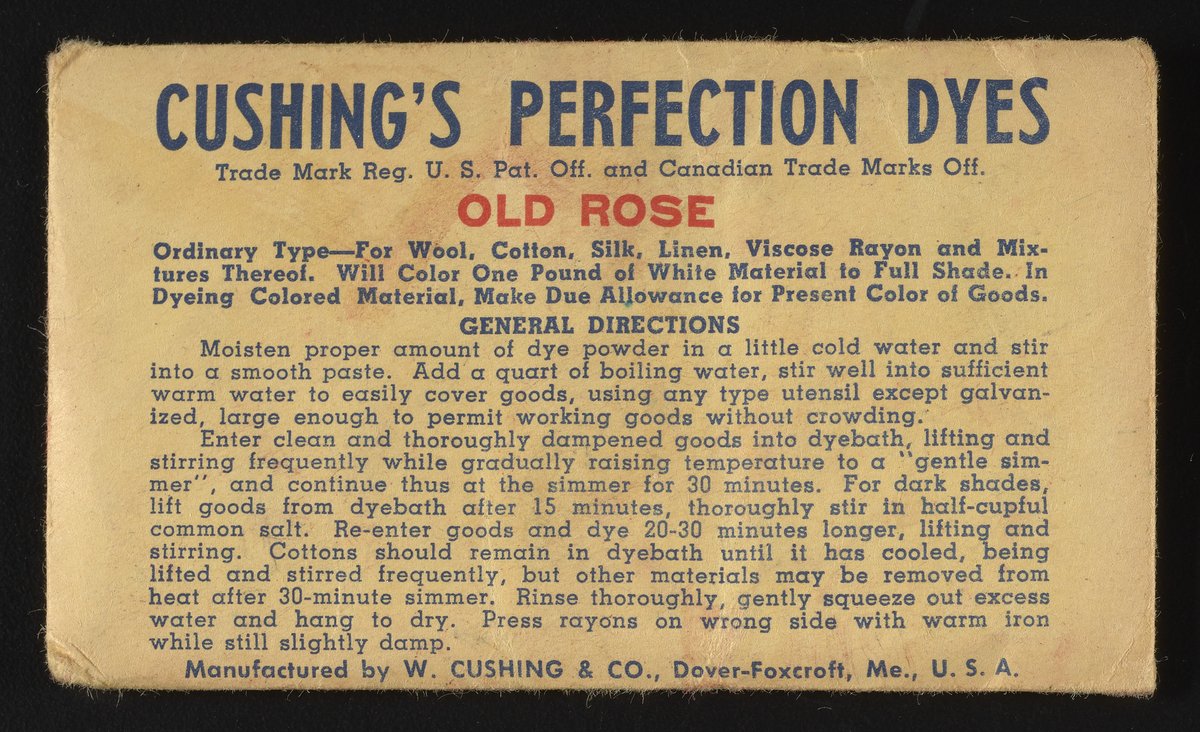 CUSHING'S PERFECTION DYES
Trade Mark Reg. U. S. Pat. Off. and Canadian Trade Marks Off.
OLD ROSE
Ordinary Type—For Wool, Cotton, Silk, Linen, Viscose Rayon and Mix-
tures Thereof. Will Color One Pound of White Material to Full Shade. In
Dyeing Colored Material, Make Due Allowance for Present Color of Goods.
GENERAL DIRECTIONS
Moisten proper amount of dye powder in a little cold water and stir
into a smooth paste. Add a quart of boiling water, stir well into sufficient
warm water to easily cover goods, using any type utensil except galvan-
ized, large enough to permit working goods without crowding.
Enter clean and thoroughly dampened goods into dyebath, lifting and
stirring frequently while gradually raising temperature to a "gentle sim-
mer", and continue thus at the simmer for 30 minutes. For dark shades,
lift goods from dyebath after 15 minutes, thoroughly stir in half-cupful
common salt. Re-enter goods and dye 20-30 minutes longer, lifting and
stirring. Cottons should remain in dyebath until it has cooled, being
lifted and stirred frequently, but other materials may be removed from
heat after 30-minute simmer. Rinse thoroughly, gently squeeze out excess
water and hang to dry. Press rayons on wrong side with warm iron
while still slightly damp.
Manufactured by W. CUSHING & CO., Dover-Foxcroft, Me., U. S. A.